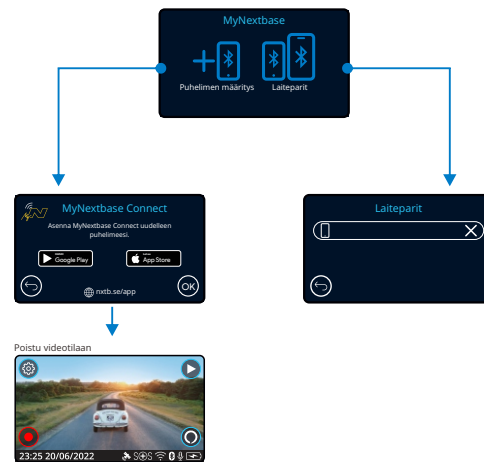 MyNextbase
Puhelimen määritys
Laiteparit
MyNextbase Connect
Asenna MyNextbase Connect uudelleen
puhelimeesi.
Google Play
App Store
nxtb.se/app
OK
Laiteparit
Poistu videotilaan
23:25 20/06/2022
SOS